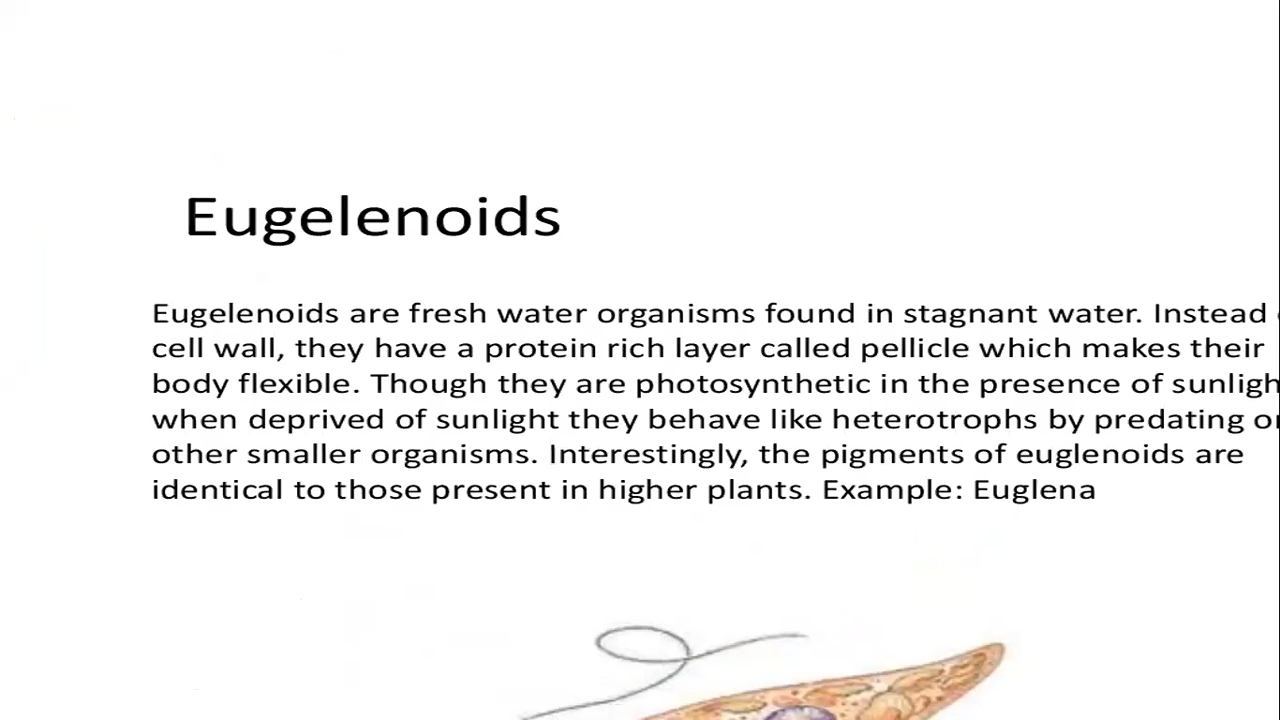 Eugelenoids
Eugelenoids are fresh water organisms found in stagnant water. Instead
cell wall, they have a protein rich layer called pellicle which makes their
body flexible. Though they are photosynthetic in the presence of
when deprived of sunlight they behave like heterotrophs by predating
other smaller organisms. Interestingly, the pigments of euglenoids are
identical to those present in higher plants. Example: Euglena